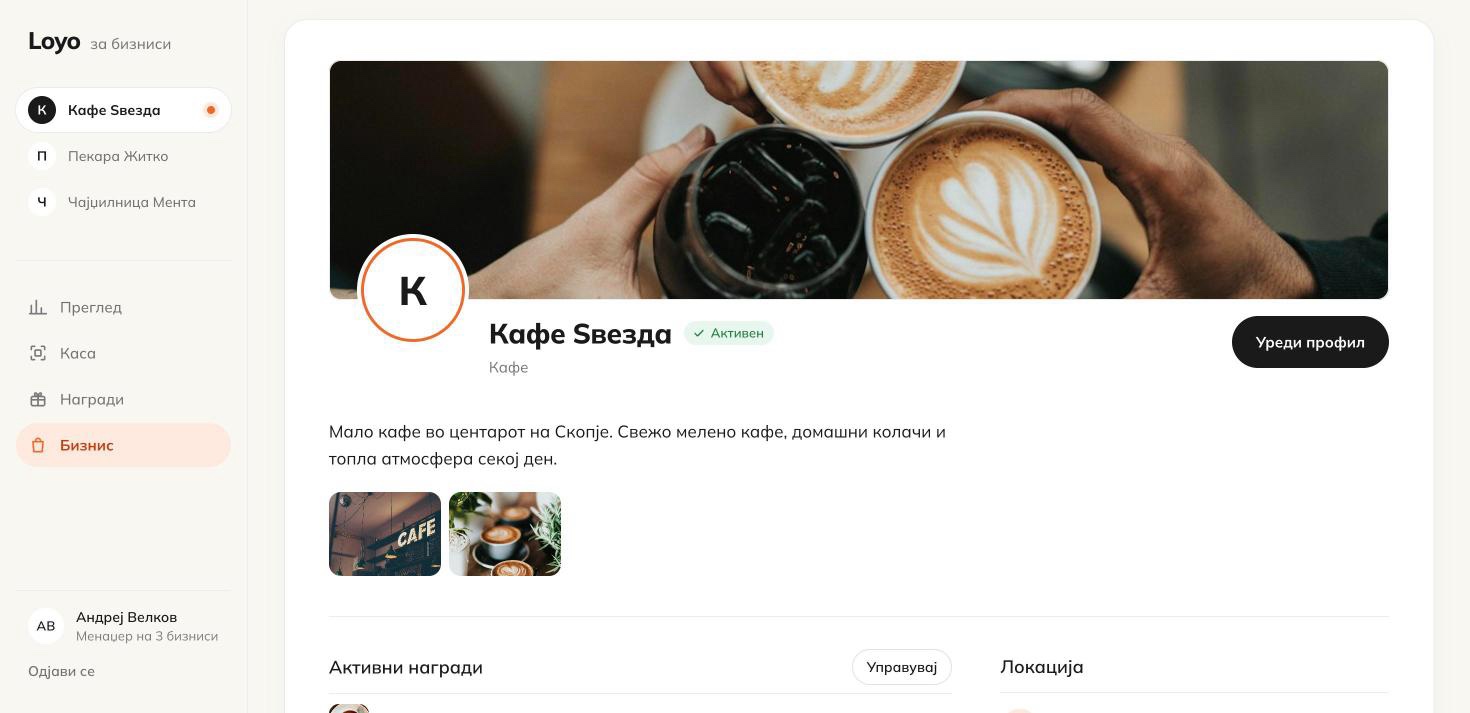 Loyo за бизниси
К Кафе Ѕвезда
П Пекара Житко
Ч Чајџилница Мента
Преглед
Каса
Награди
Бизнис
АВ Андреј Велков
Менаџер на 3 бизниси
Одјави се
К
Кафе Ѕвезда Активен
Кафе
Уреди профил
Мало кафе во центарот на Скопје. Свежо мелено кафе, домашни колачи и
топла атмосфера секој ден.
CAFE
Активни награди Управувај
Локација